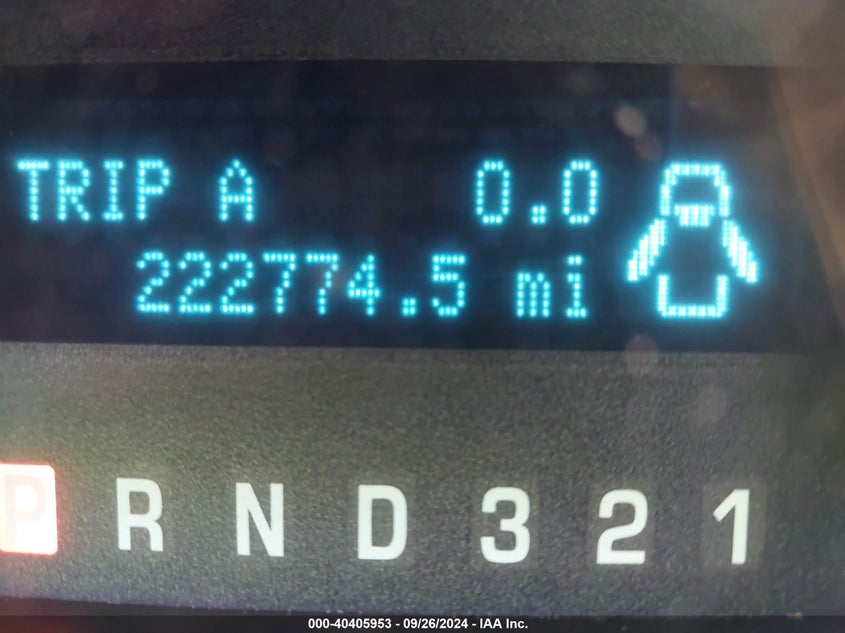 TRIP A 0.0
222774.5 mi
P R N D 3 2 1
000-40405953 - 09/26/2024 - IAA Inc.